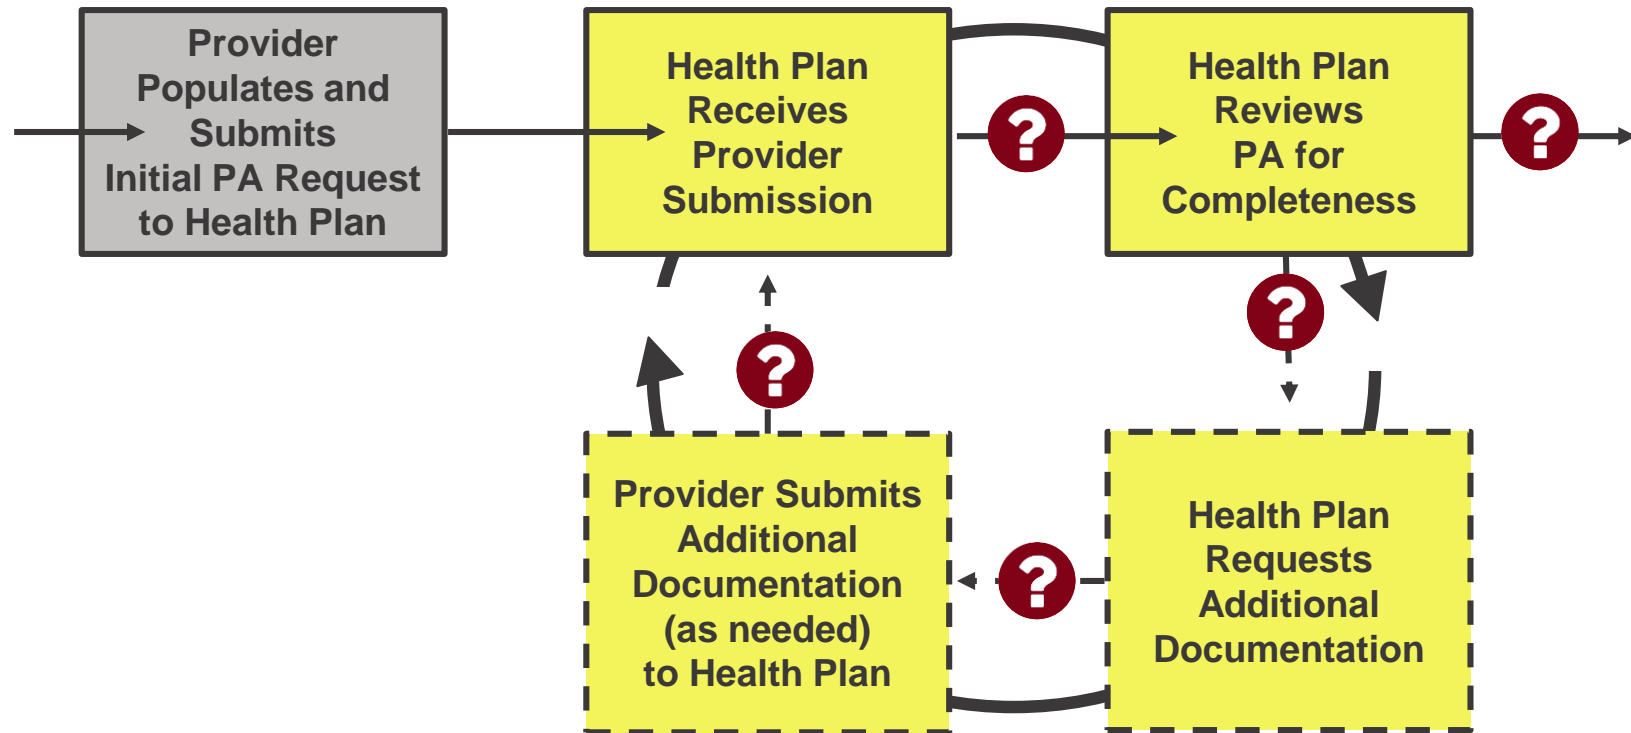 Provider
Populates and
Submits
Initial PA Request
to Health Plan
Health Plan
Receives
Provider
Submission
?
Health Plan
Reviews
PA for
Completeness
?
?
?
Provider Submits
Additional
Documentation
(as needed)
to Health Plan
?
Health Plan
Requests
Additional
Documentation